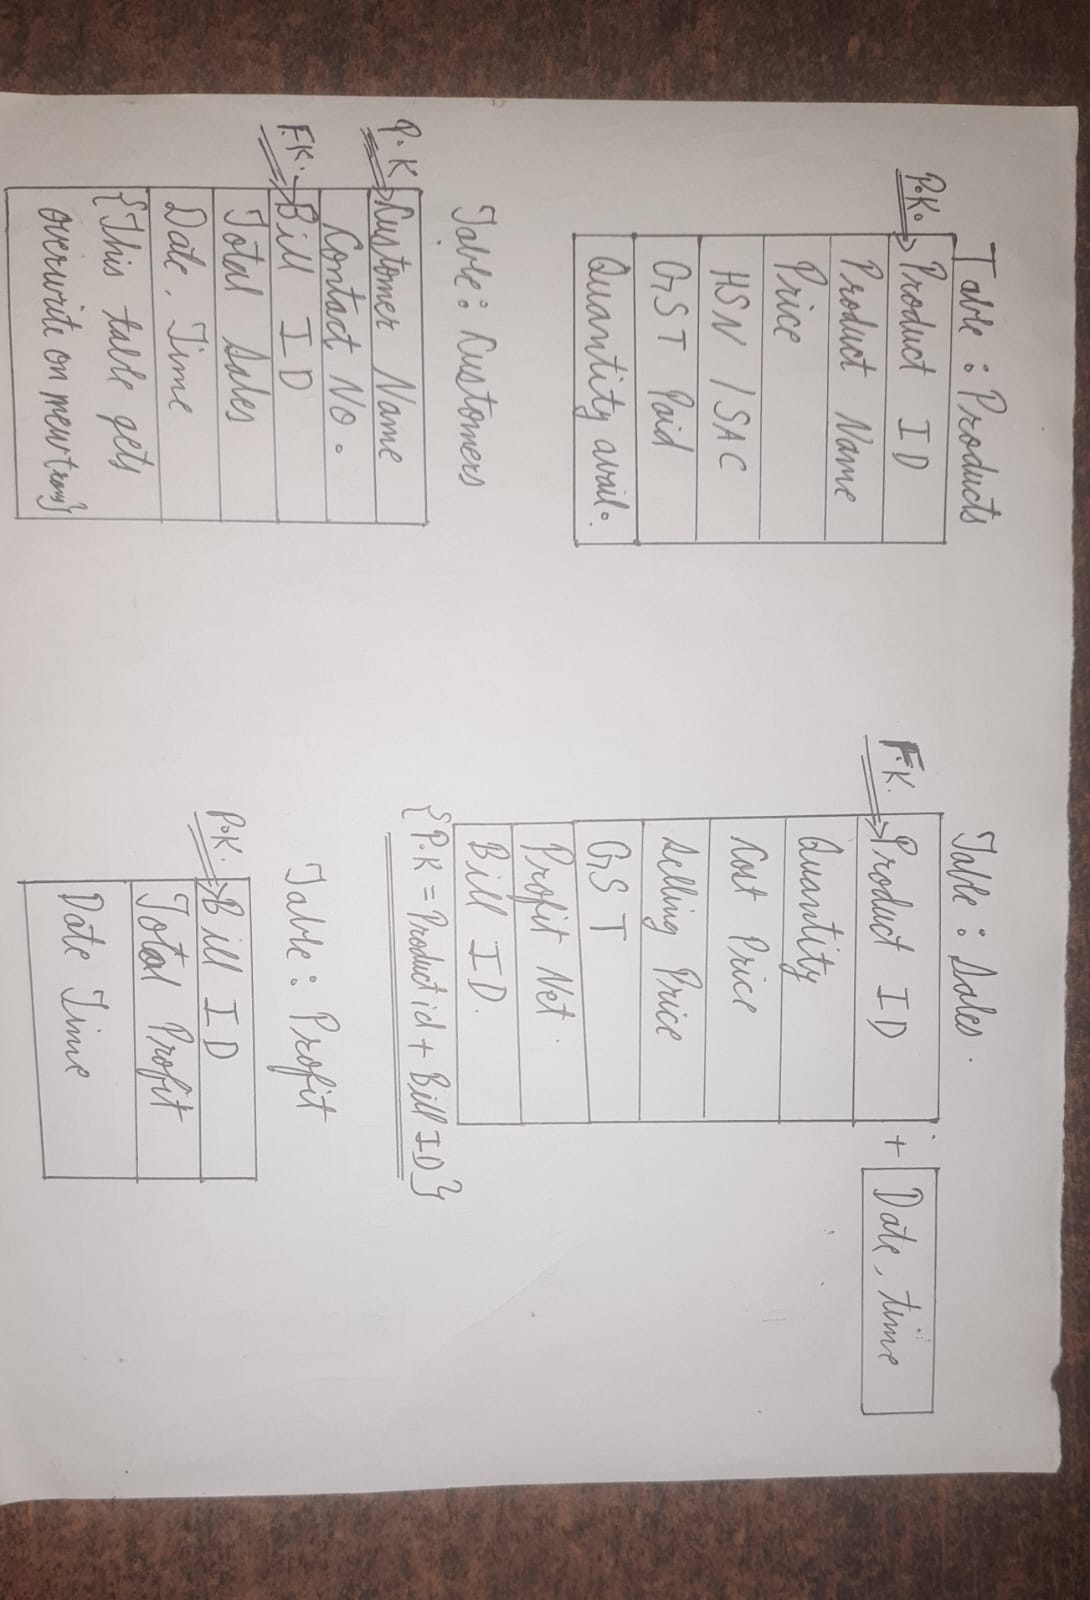 Table : Products
P.K.
Product ID
Product Name
Price
HSN / SAC
GST Paid
Quantity avail.
Table : Customers
P.K
Customer Name
Contact No.
F.K.
Bill ID
Total Sales
Date, Time
{This table gets
overwrite on new trans}
Table : Sales.
F.K.
Product ID
+ Date, time
Quantity
Cost Price
Selling Price
GST
Profit Net
Bill ID.
{P.K = Product id + Bill ID}
Table : Profit
P.K.
Bill ID
Total Profit
Date Time